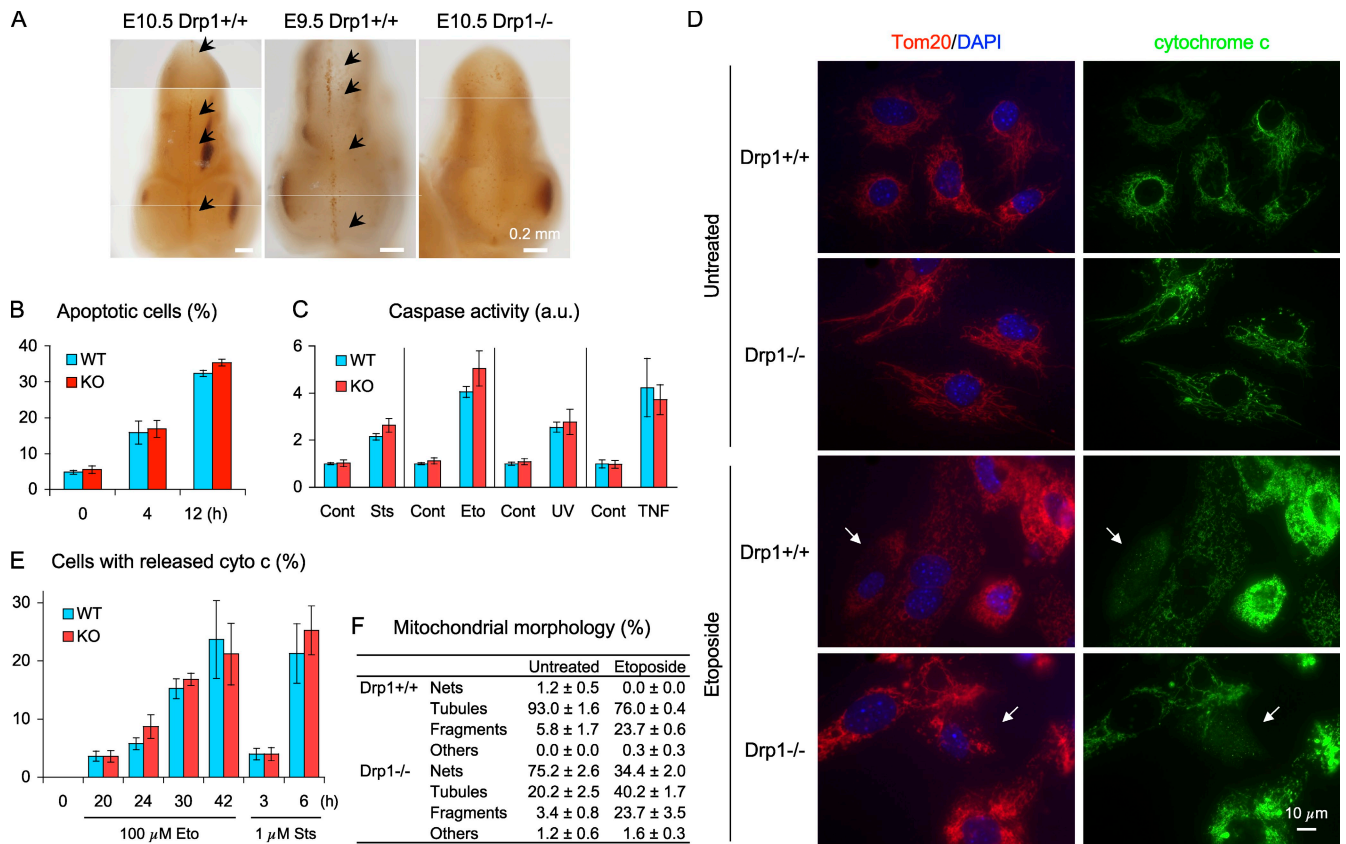 A
E10.5 Drp1+/+
E9.5 Drp1+/+
E10.5 Drp1-/-
0.2 mm
B
Apoptotic cells (%)
40
30
20
10
0
WT
KO
0
4
12 (h)
C
Caspase activity (a.u.)
6
4
2
0
WT
KO
Cont
Sts
Cont
Eto
Cont
UV
Cont
TNF
D
Tom20/DAPI
cytochrome c
Untreated
Drp1+/+
Drp1-/-
Etoposide
Drp1+/+
Drp1-/-
10 µm
E
Cells with released cyto c (%)
30
20
10
0
WT
KO
0
20
24
30
42
3
6
(h)
100 µM Eto
1 µM Sts
F
Mitochondrial morphology (%)
Untreated Etoposide
Drp1+/+ Nets 1.2 ± 0.5 0.0 ± 0.0
Tubules 93.0 ± 1.6 76.0 ± 0.4
Fragments 5.8 ± 1.7 23.7 ± 0.6
Others 0.0 ± 0.0 0.3 ± 0.3
Drp1-/- Nets 75.2 ± 2.6 34.4 ± 2.0
Tubules 20.2 ± 2.5 40.2 ± 1.7
Fragments 3.4 ± 0.8 23.7 ± 3.5
Others 1.2 ± 0.6 1.6 ± 0.3